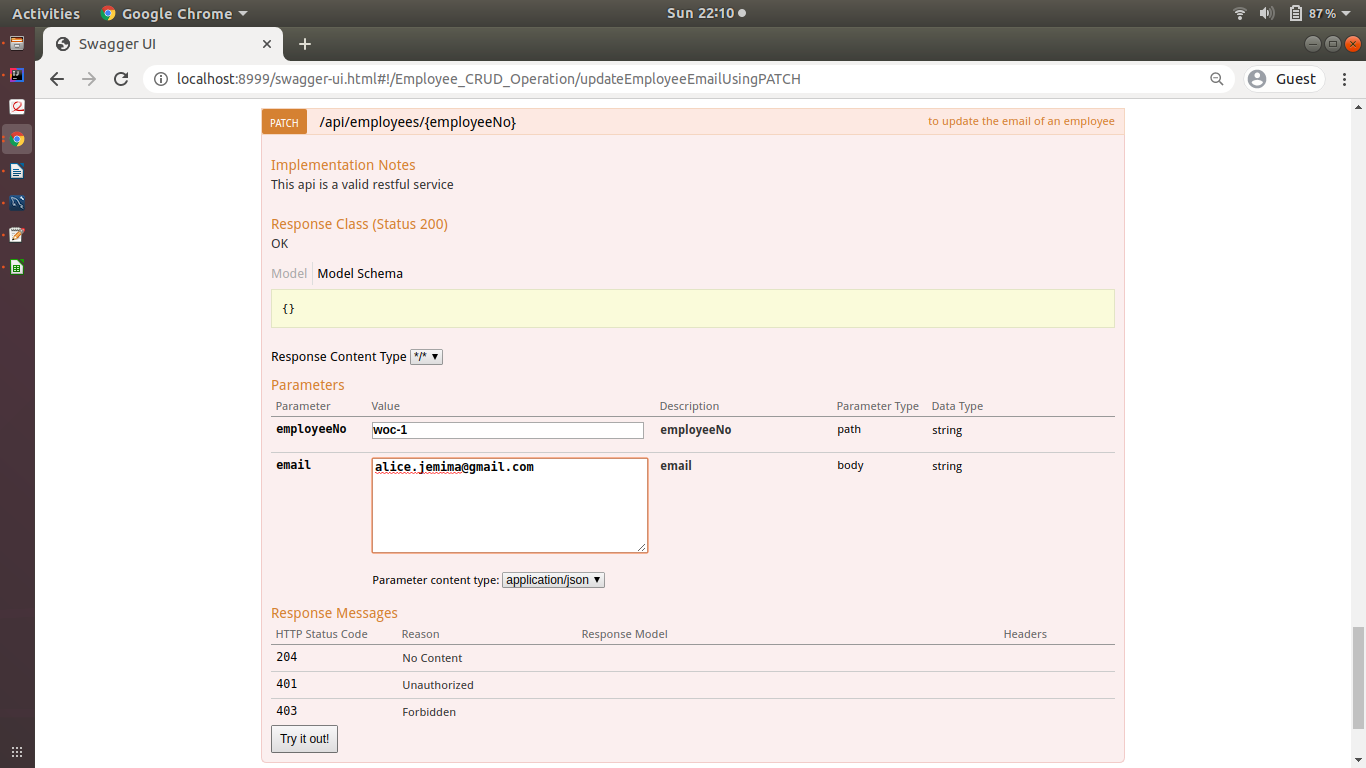 Activities Google Chrome Sun 22:10 87%
Swagger UI
localhost:8999/swagger-ui.html#!/Employee_CRUD_Operation/updateEmployeeEmailUsingPATCH Guest
PATCH /api/employees/{employeeNo} to update the email of an employee
Implementation Notes
This api is a valid restful service
Response Class (Status 200)
OK
Model Model Schema
{}
Response Content Type */*
Parameters
Parameter Value Description Parameter Type Data Type
employeeNo woc-1 employeeNo path string
email alice.jemima@gmail.com email body string
Parameter content type: application/json
Response Messages
HTTP Status Code Reason Response Model Headers
204 No Content
401 Unauthorized
403 Forbidden
Try it out!